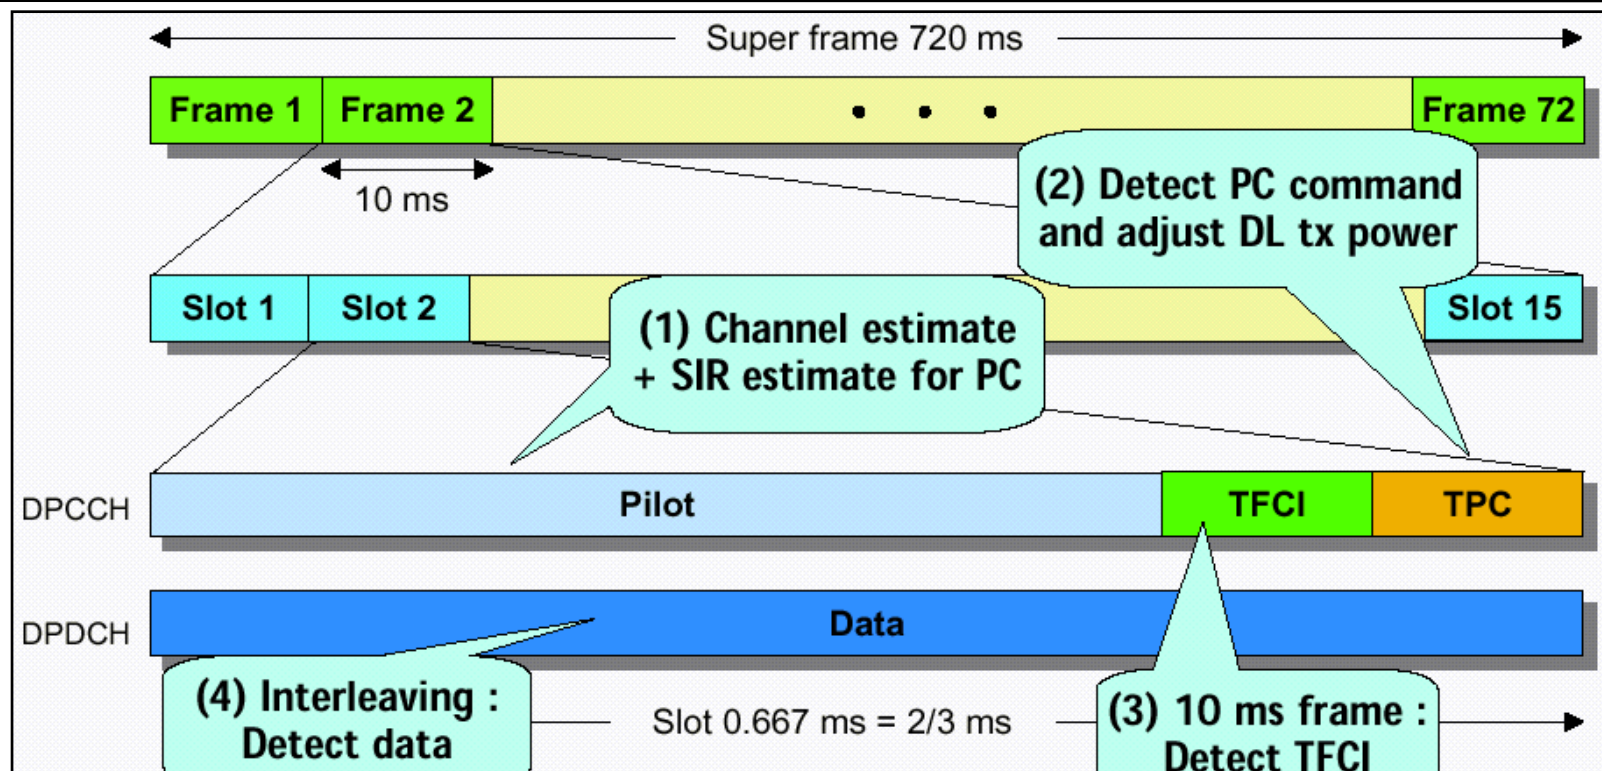 Super frame 720 ms
Frame 1 Frame 2 . . . Frame 72
10 ms
(2) Detect PC command
and adjust DL tx power
Slot 1 Slot 2 Slot 15
(1) Channel estimate
+ SIR estimate for PC
DPCCH Pilot TFCI TPC
DPDCH Data
(4) Interleaving :
Detect data
Slot 0.667 ms = 2/3 ms
(3) 10 ms frame :
Detect TFCI